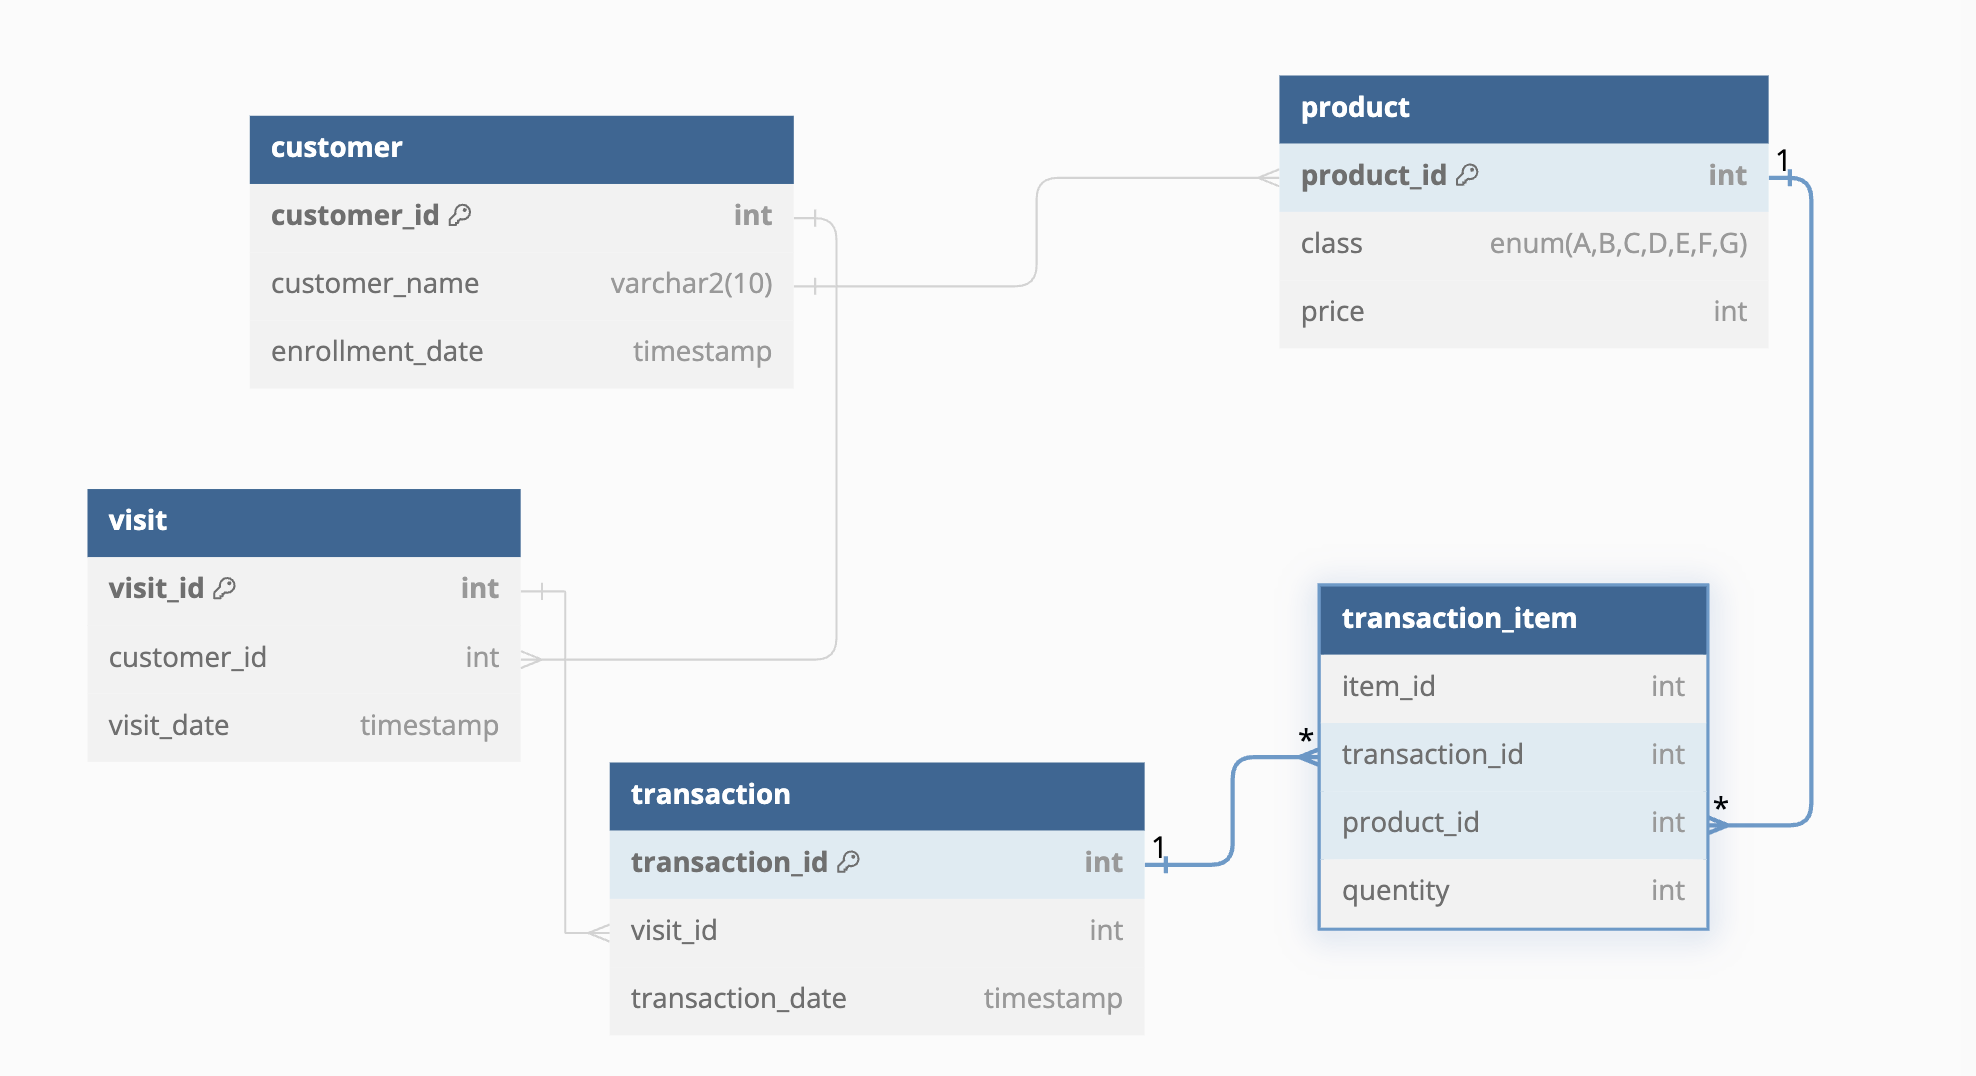 customer
customer_id int
customer_name varchar2(10)
enrollment_date timestamp
product
product_id int
class enum(A,B,C,D,E,F,G)
price int
1
visit
visit_id int
customer_id int
visit_date timestamp
transaction
transaction_id int
visit_id int
transaction_date timestamp
1
transaction_item
item_id int
transaction_id int
product_id int
quentity int
*
*